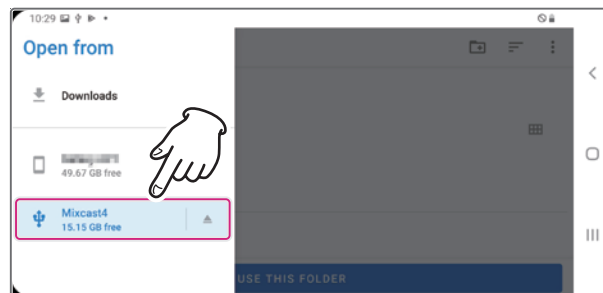 10:29
Open from
Downloads
49.67 GB free
Mixcast4
15.15 GB free
USE THIS FOLDER